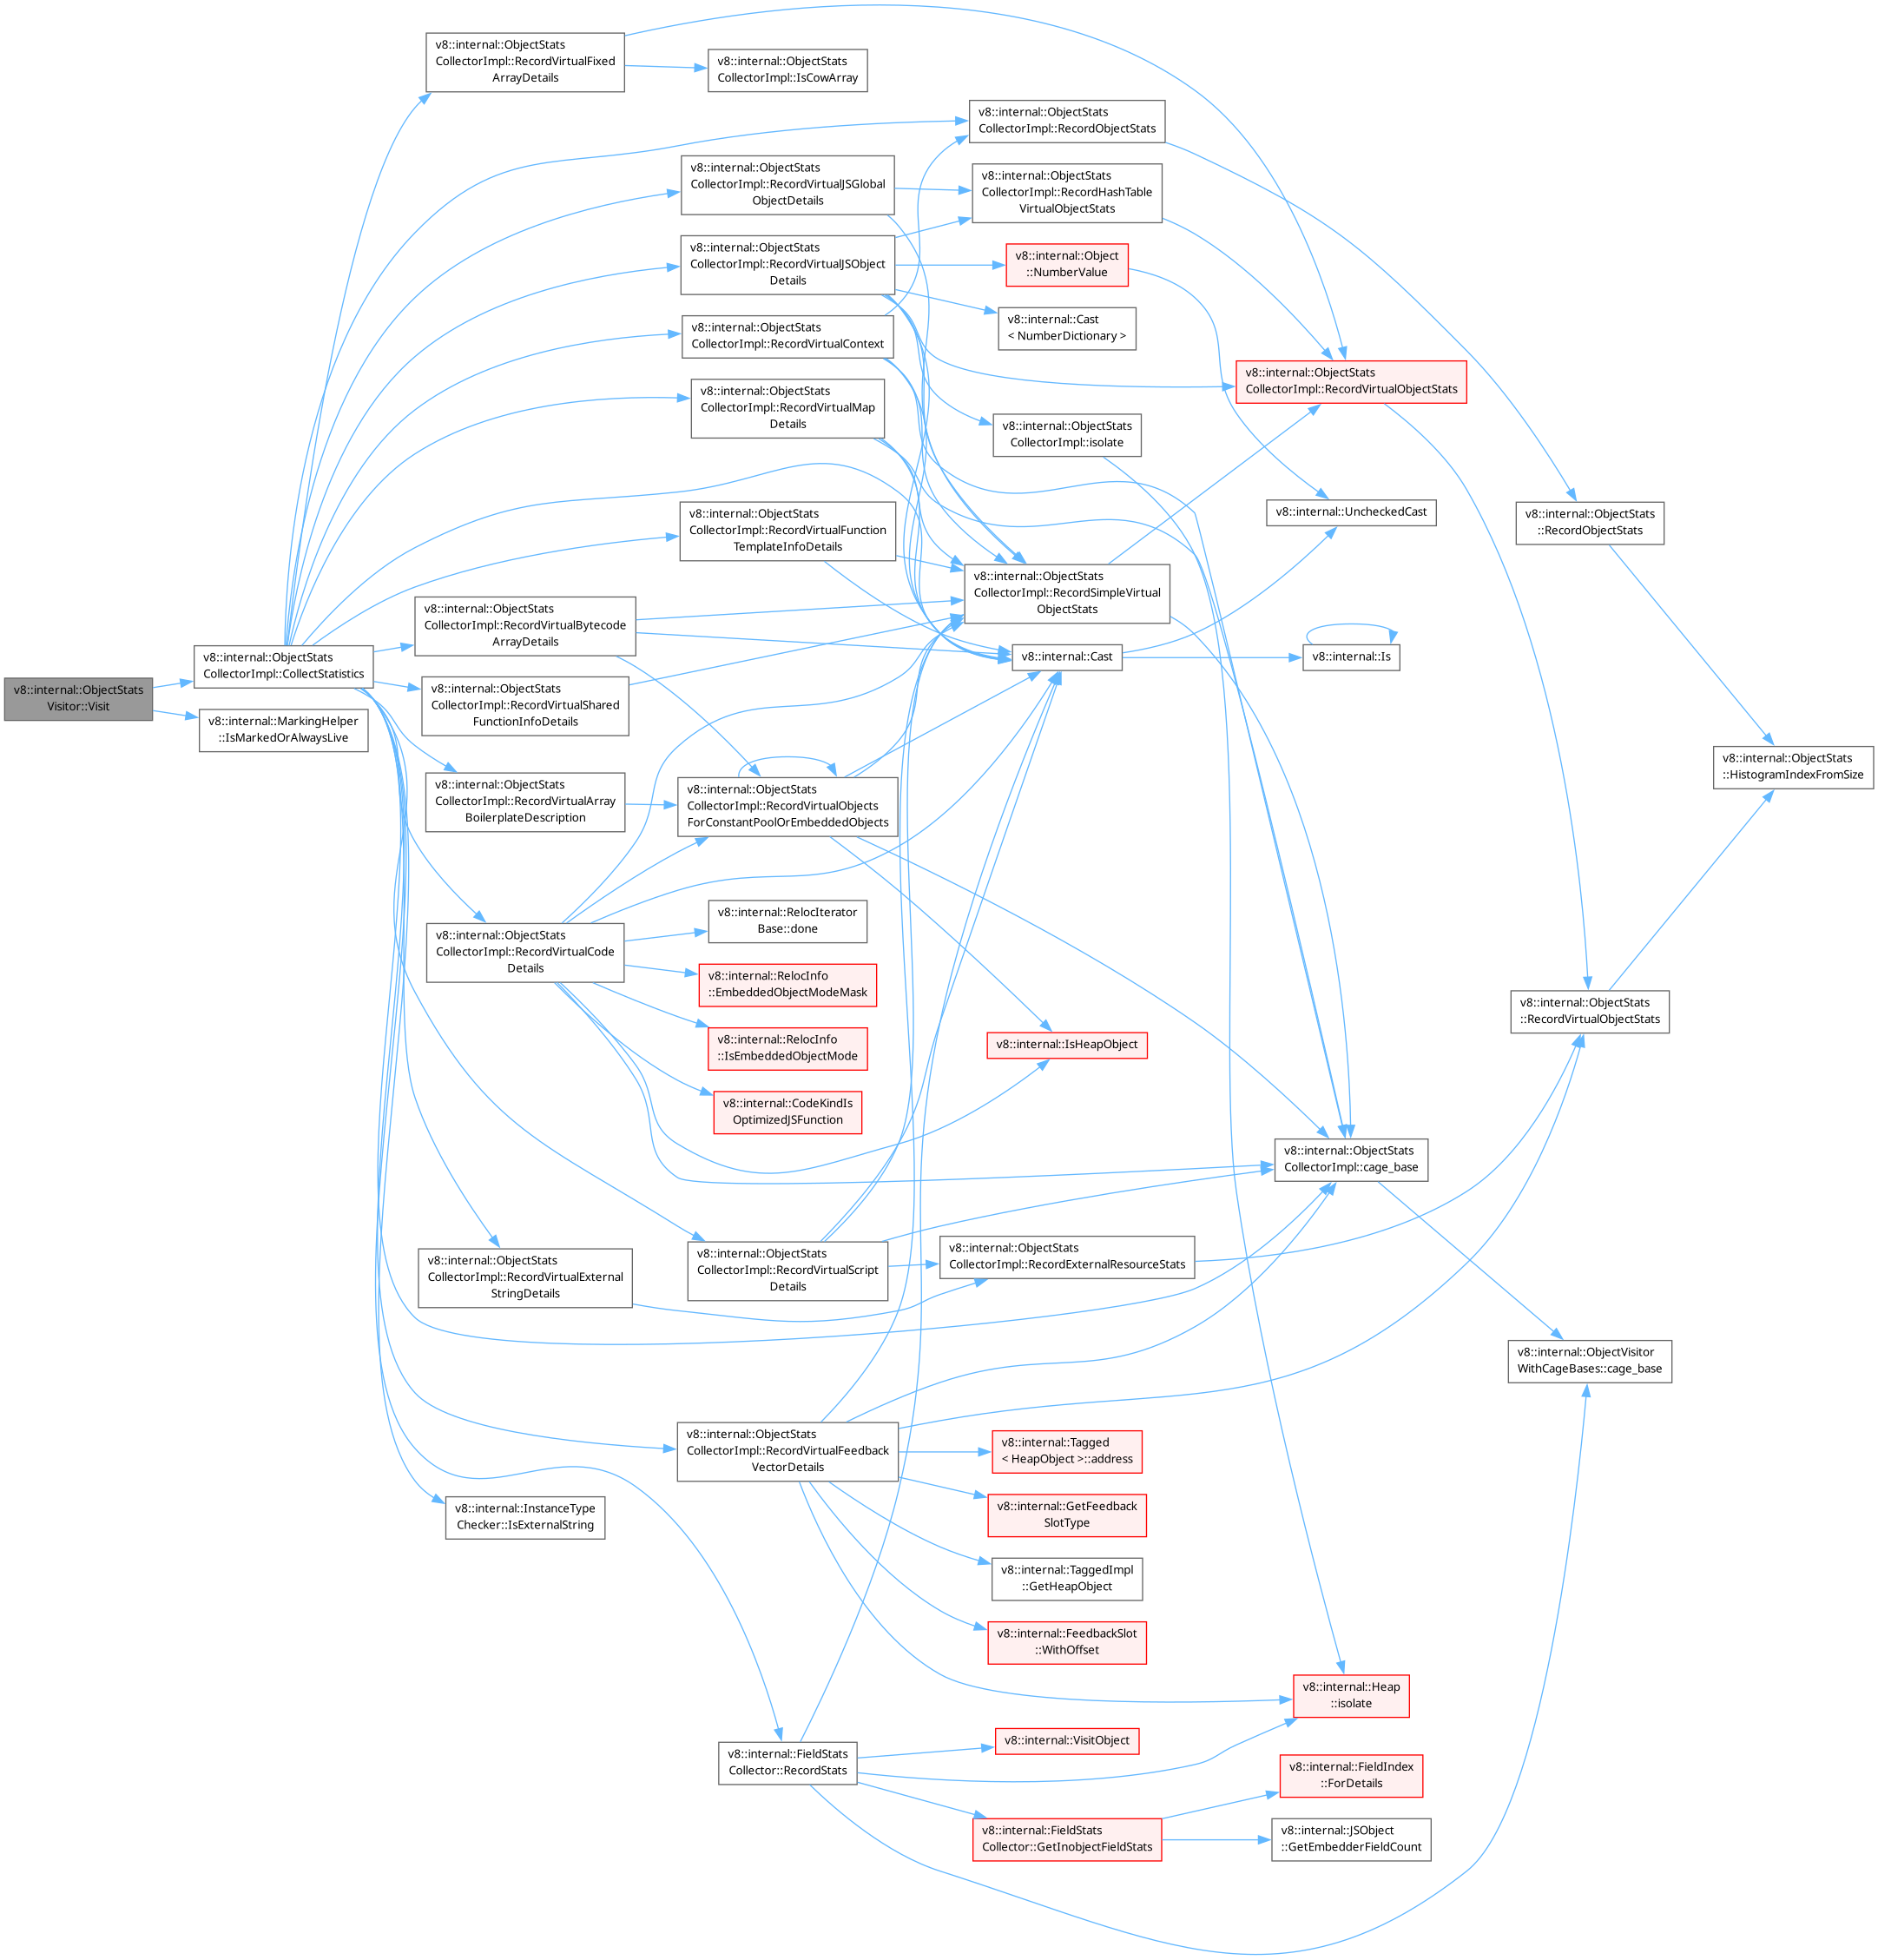 v8::internal::ObjectStats
Visitor::Visit
v8::internal::ObjectStats
CollectorImpl::CollectStatistics
v8::internal::MarkingHelper
::IsMarkedOrAlwaysLive
v8::internal::ObjectStats
CollectorImpl::RecordVirtualFixed
ArrayDetails
v8::internal::ObjectStats
CollectorImpl::RecordVirtualBytecode
ArrayDetails
v8::internal::ObjectStats
CollectorImpl::RecordVirtualShared
FunctionInfoDetails
v8::internal::ObjectStats
CollectorImpl::RecordVirtualArray
BoilerplateDescription
v8::internal::ObjectStats
CollectorImpl::RecordVirtualCode
Details
v8::internal::ObjectStats
CollectorImpl::RecordVirtualExternal
StringDetails
v8::internal::InstanceType
Checker::IsExternalString
v8::internal::ObjectStats
CollectorImpl::IsCowArray
v8::internal::ObjectStats
CollectorImpl::RecordVirtualJSGlobal
ObjectDetails
v8::internal::ObjectStats
CollectorImpl::RecordVirtualJSObject
Details
v8::internal::ObjectStats
CollectorImpl::RecordVirtualContext
v8::internal::ObjectStats
CollectorImpl::RecordVirtualMap
Details
v8::internal::ObjectStats
CollectorImpl::RecordVirtualFunction
TemplateInfoDetails
v8::internal::ObjectStats
CollectorImpl::RecordVirtualObjects
ForConstantPoolOrEmbeddedObjects
v8::internal::RelocIterator
Base::done
v8::internal::RelocInfo
::EmbeddedObjectModeMask
v8::internal::RelocInfo
::IsEmbeddedObjectMode
v8::internal::CodeKindIs
OptimizedJSFunction
v8::internal::ObjectStats
CollectorImpl::RecordVirtualScript
Details
v8::internal::ObjectStats
CollectorImpl::RecordVirtualFeedback
VectorDetails
v8::internal::FieldStats
Collector::RecordStats
v8::internal::ObjectStats
CollectorImpl::RecordObjectStats
v8::internal::ObjectStats
CollectorImpl::RecordHashTable
VirtualObjectStats
v8::internal::Object
::NumberValue
v8::internal::Cast
< NumberDictionary >
v8::internal::ObjectStats
CollectorImpl::isolate
v8::internal::ObjectStats
CollectorImpl::RecordSimpleVirtual
ObjectStats
v8::internal::Cast
v8::internal::IsHeapObject
v8::internal::ObjectStats
CollectorImpl::RecordExternalResourceStats
v8::internal::Tagged
< HeapObject >::address
v8::internal::GetFeedback
SlotType
v8::internal::TaggedImpl
::GetHeapObject
v8::internal::FeedbackSlot
::WithOffset
v8::internal::VisitObject
v8::internal::FieldStats
Collector::GetInobjectFieldStats
v8::internal::ObjectStats
CollectorImpl::RecordVirtualObjectStats
v8::internal::UncheckedCast
v8::internal::Is
v8::internal::ObjectStats
CollectorImpl::cage_base
v8::internal::Heap
::isolate
v8::internal::FieldIndex
::ForDetails
v8::internal::JSObject
::GetEmbedderFieldCount
v8::internal::ObjectStats
::RecordObjectStats
v8::internal::ObjectStats
::RecordVirtualObjectStats
v8::internal::ObjectVisitor
WithCageBases::cage_base
v8::internal::ObjectStats
::HistogramIndexFromSize